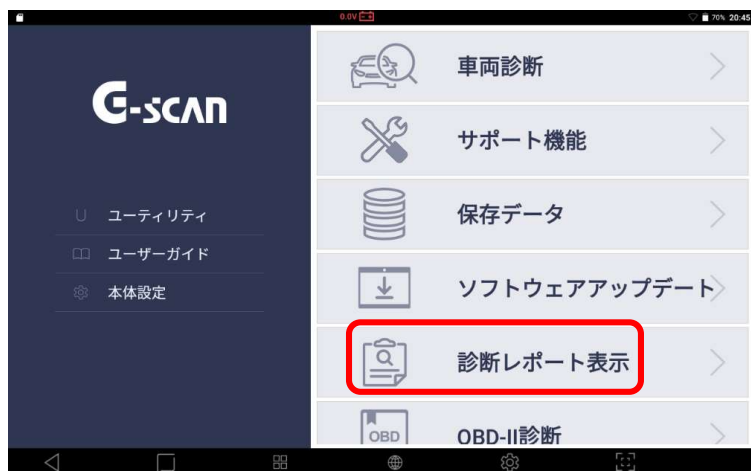 0.0V
70% 20:45
G-scan
ユーティリティ
ユーザーガイド
本体設定
車両診断
サポート機能
保存データ
ソフトウェアアップデート
診断レポート表示
OBD
OBD-II診断